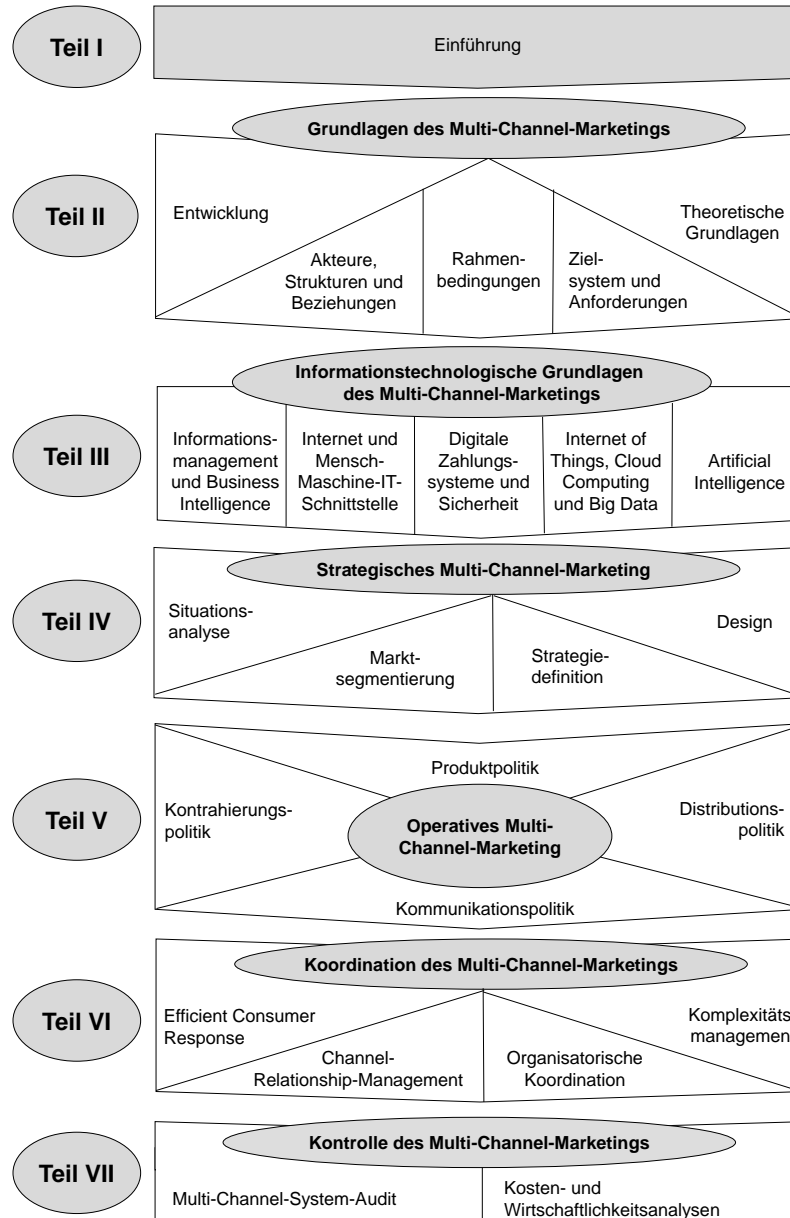 Teil I
Einführung
Grundlagen des Multi-Channel-Marketings
Teil II
Entwicklung
Akteure,
Strukturen und
Beziehungen
Rahmen-
bedingungen
Ziel-
system und
Anforderungen
Theoretische
Grundlagen
Informationstechnologische Grundlagen
des Multi-Channel-Marketings
Teil III
Informations-
management
und Business
Intelligence
Internet und
Mensch-
Maschine-IT-
Schnittstelle
Digitale
Zahlungs-
systeme und
Sicherheit
Internet of
Things, Cloud
Computing
und Big Data
Artificial
Intelligence
Strategisches Multi-Channel-Marketing
Teil IV
Situations-
analyse
Markt-
segmentierung
Strategie-
definition
Design
Teil V
Produktpolitik
Kontrahierungs-
politik
Operatives Multi-
Channel-Marketing
Distributions-
politik
Kommunikationspolitik
Koordination des Multi-Channel-Marketings
Teil VI
Efficient Consumer
Response
Channel-
Relationship-Management
Organisatorische
Koordination
Komplexitäts
management
Kontrolle des Multi-Channel-Marketings
Teil VII
Multi-Channel-System-Audit
Kosten- und
Wirtschaftlichkeitsanalysen